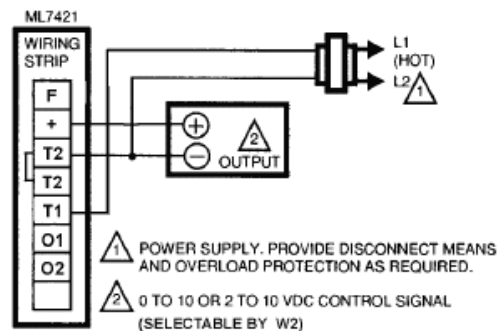 ML7421
WIRING
STRIP
F
+
T2
T2
T1
O1
O2
L1
(HOT)
L2 1
+
−
2
OUTPUT
1 POWER SUPPLY. PROVIDE DISCONNECT MEANS
AND OVERLOAD PROTECTION AS REQUIRED.
2 0 TO 10 OR 2 TO 10 VDC CONTROL SIGNAL
(SELECTABLE BY W2)